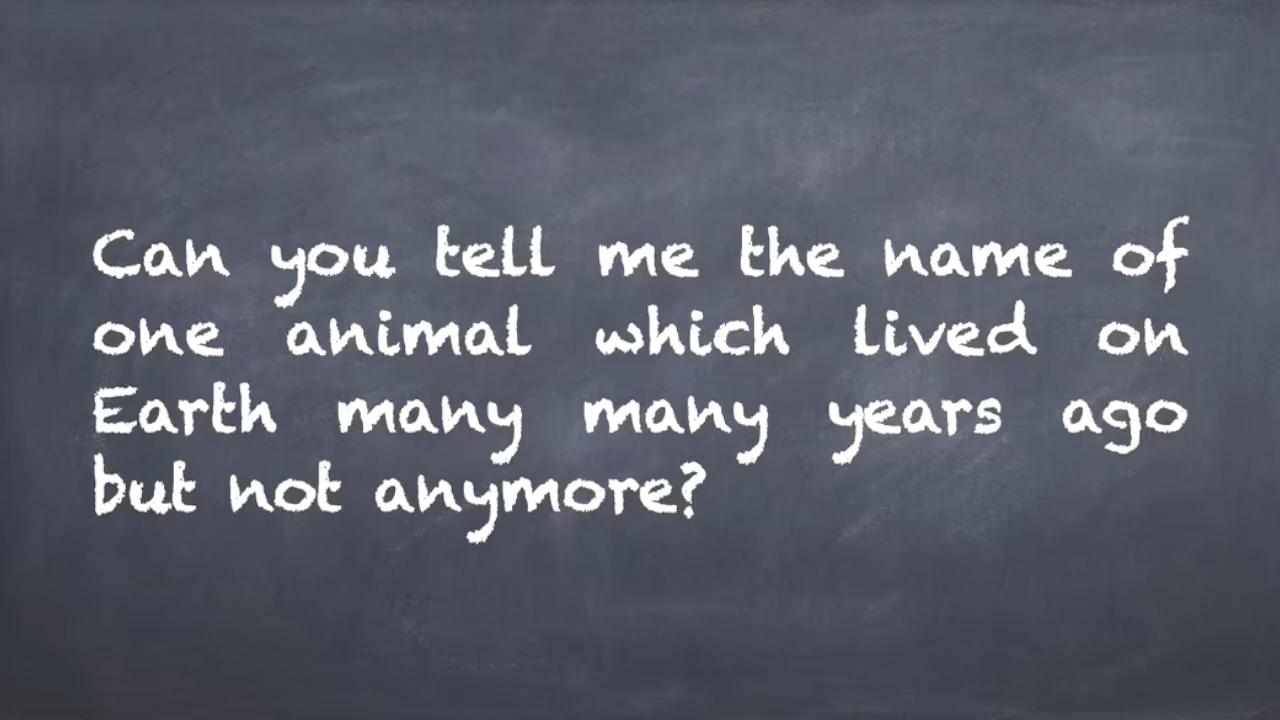 Can you tell me the name of
one animal which lived on
Earth many many years ago
but not anymore?